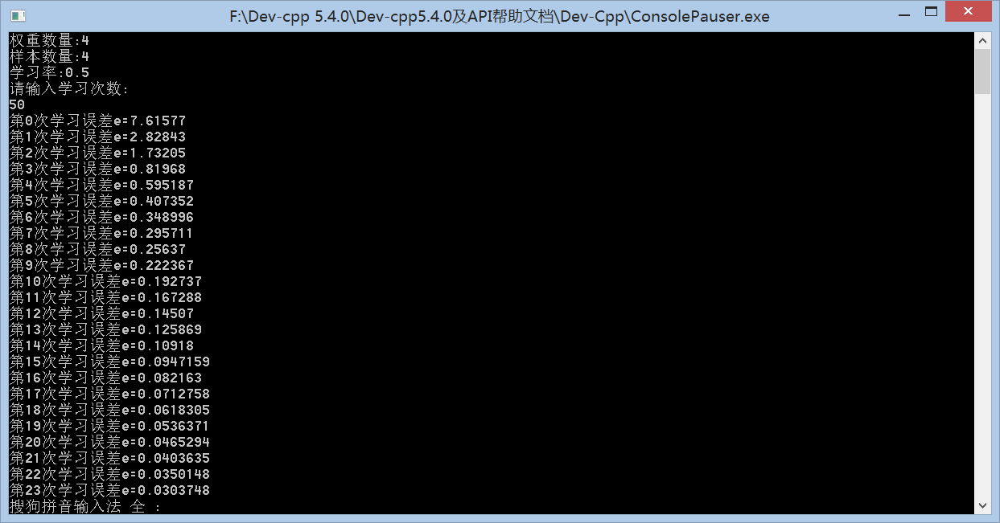 F:\Dev-cpp 5.4.0\Dev-cpp5.4.0及API帮助文档\Dev-Cpp\ConsolePauser.exe
权重数量:4
样本数量:4
学习率:0.5
请输入学习次数:
50
第0次学习误差e=7.61577
第1次学习误差e=2.82843
第2次学习误差e=1.73205
第3次学习误差e=0.81968
第4次学习误差e=0.595187
第5次学习误差e=0.407352
第6次学习误差e=0.348996
第7次学习误差e=0.295711
第8次学习误差e=0.25637
第9次学习误差e=0.222367
第10次学习误差e=0.192737
第11次学习误差e=0.167288
第12次学习误差e=0.14507
第13次学习误差e=0.125869
第14次学习误差e=0.10918
第15次学习误差e=0.0947159
第16次学习误差e=0.082163
第17次学习误差e=0.0712758
第18次学习误差e=0.0618305
第19次学习误差e=0.0536371
第20次学习误差e=0.0465294
第21次学习误差e=0.0403635
第22次学习误差e=0.0350148
第23次学习误差e=0.0303748
搜狗拼音输入法 全 :